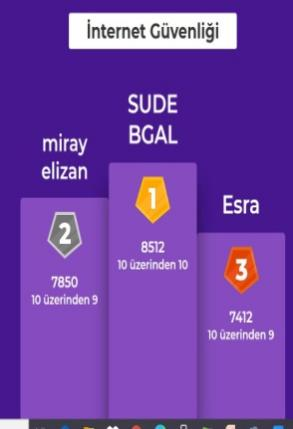 İnternet Güvenliği
SUDE
BGAL
miray
elizan
Esra
1
2
3
8512
10 üzerinden 10
7850
10 üzerinden 9
7412
10 üzerinden 9